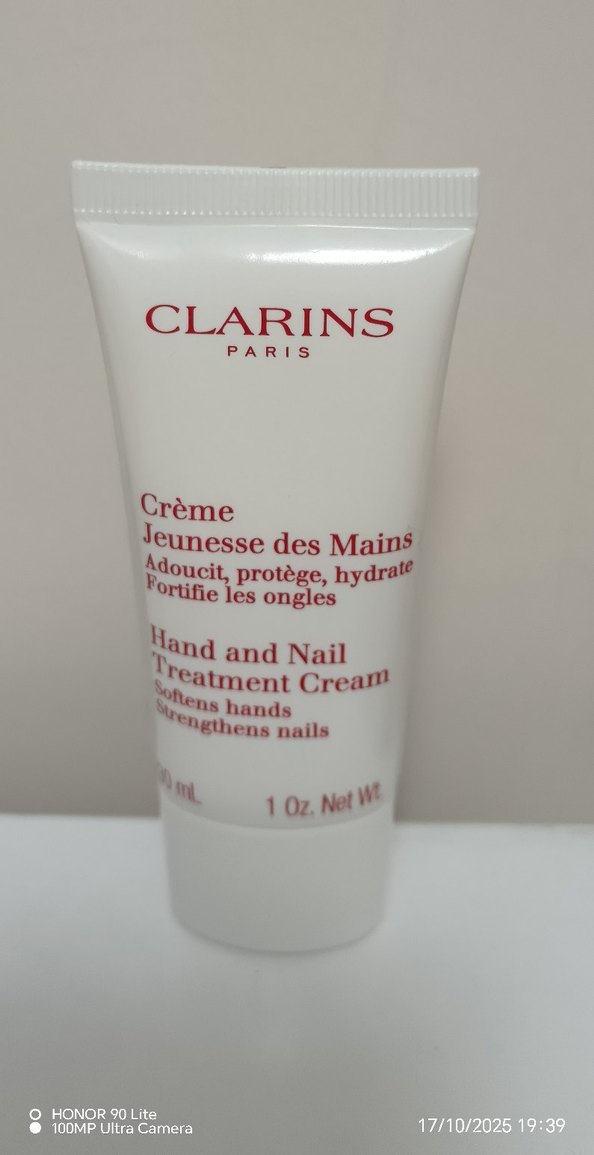 CLARINS
PARIS
Crème
Jeunesse des Mains
Adoucit, protège, hydrate
Fortifie les ongles
Hand and Nail
Treatment Cream
Softens hands
Strengthens nails
30 mL 1 Oz. Net Wt.
HONOR 90 Lite
100MP Ultra Camera
17/10/2025 19:39